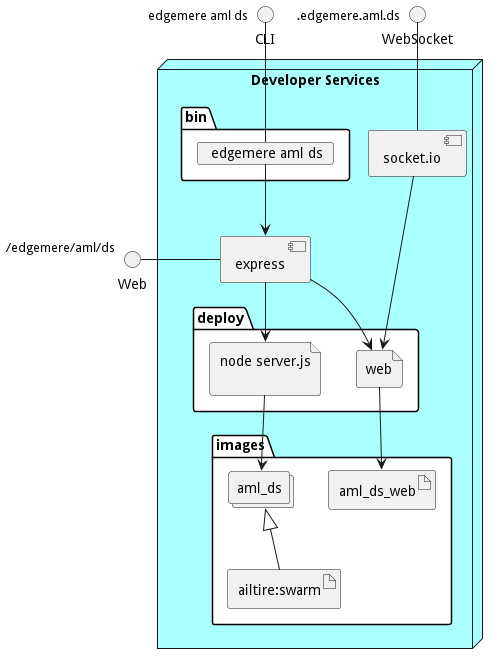 edgemere aml ds
.edgemere.aml.ds
CLI
WebSocket
Developer Services
bin
edgemere aml ds
socket.io
/edgemere/aml/ds
Web
express
deploy
node server.js
web
images
aml_ds
aml_ds_web
ailtire:swarm